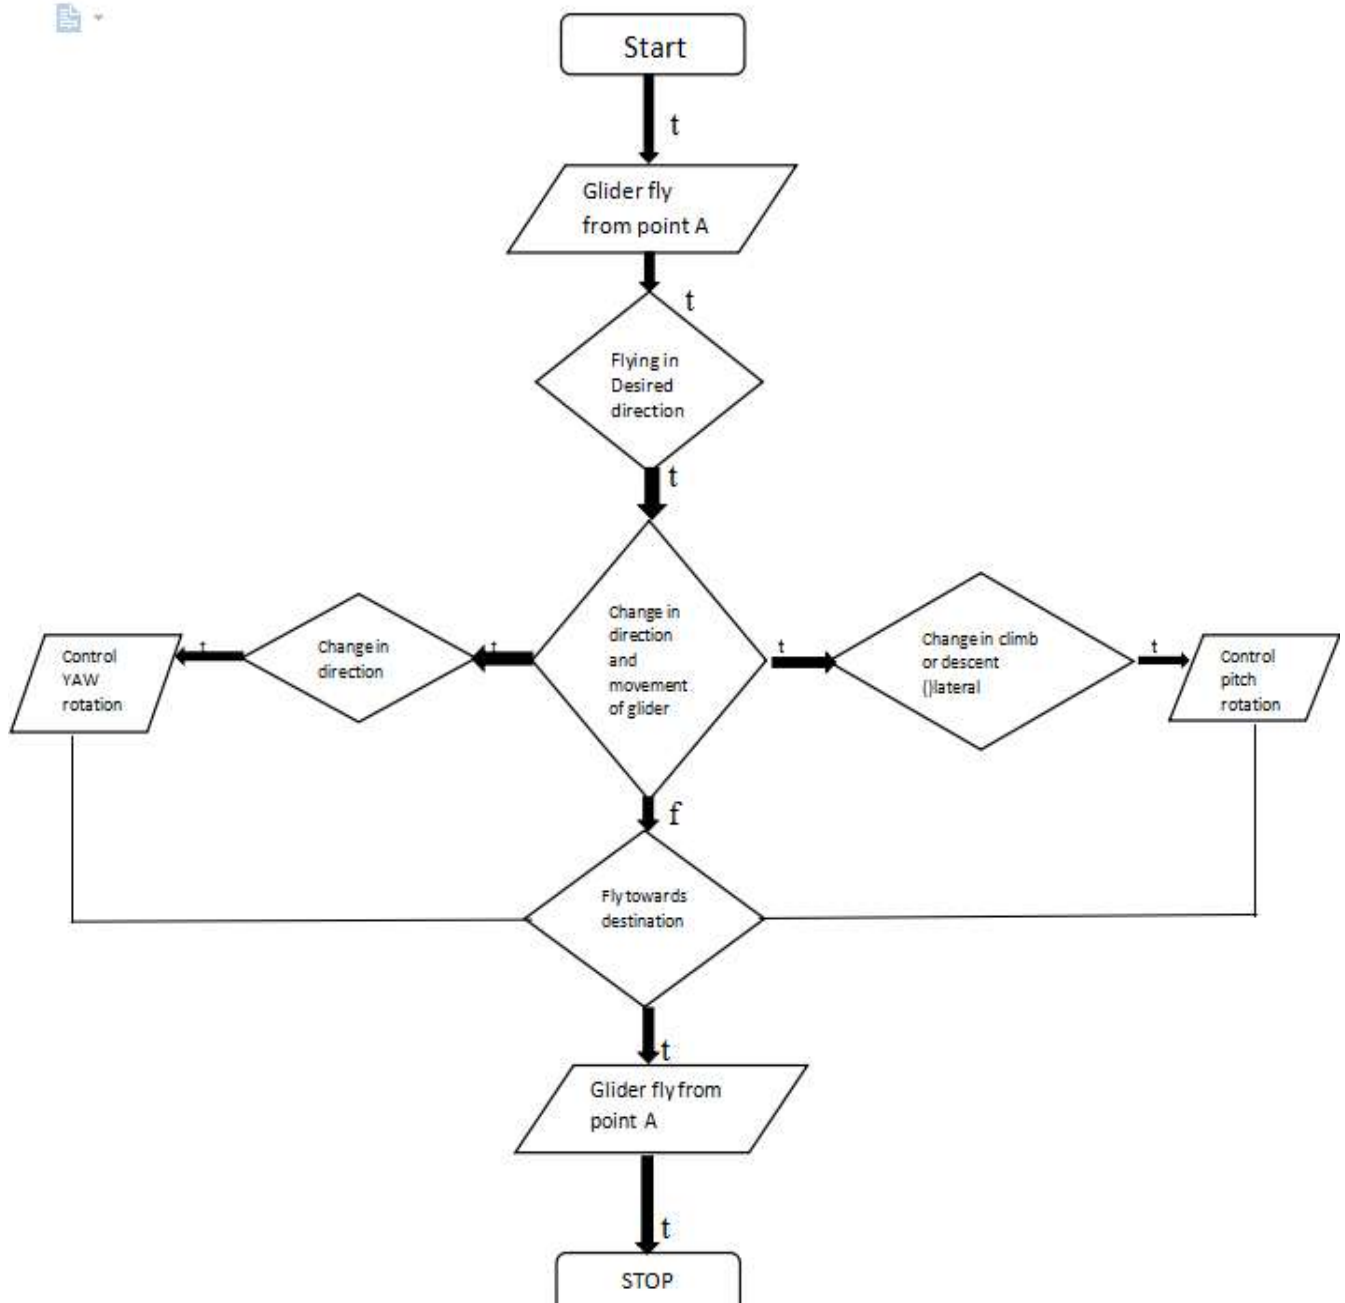 Start
t
Glider fly
from point A
t
Flying in
Desired
direction
t
Control
YAW
rotation
t
Change in
direction
t
Change in
direction
and
movement
of glider
t
Change in climb
or descent
()lateral
t
Control
pitch
rotation
f
Fly towards
destination
t
Glider fly from
point A
t
STOP